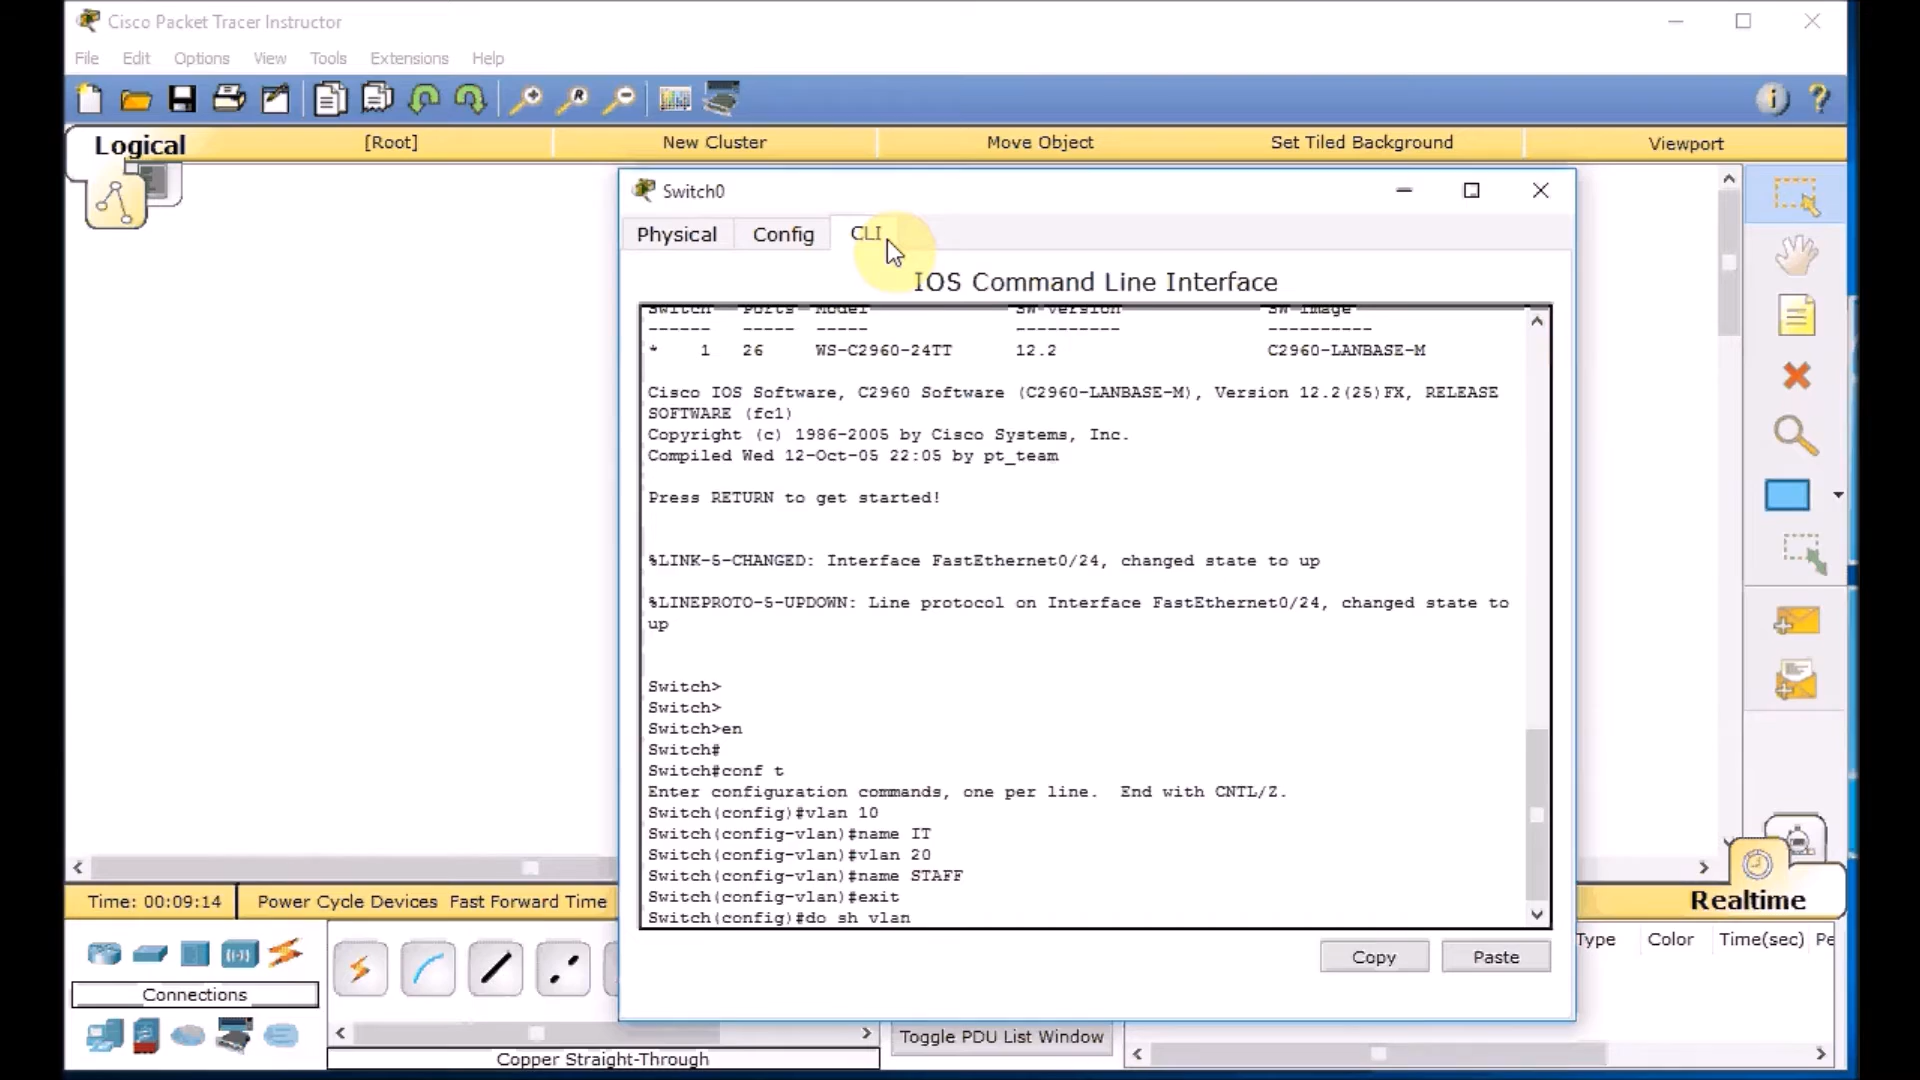 Cisco Packet Tracer Instructor
File Edit Options View Tools Extensions Help
Logical [Root] New Cluster Move Object Set Tiled Background Viewport
Switch0
Physical Config CLI
IOS Command Line Interface
Switch Ports Model SW Version SW Image
------ ----- ----- ---------- ----------
* 1 26 WS-C2960-24TT 12.2 C2960-LANBASE-M
Cisco IOS Software, C2960 Software (C2960-LANBASE-M), Version 12.2(25)FX, RELEASE
SOFTWARE (fc1)
Copyright (c) 1986-2005 by Cisco Systems, Inc.
Compiled Wed 12-Oct-05 22:05 by pt_team
Press RETURN to get started!
%LINK-5-CHANGED: Interface FastEthernet0/24, changed state to up
%LINEPROTO-5-UPDOWN: Line protocol on Interface FastEthernet0/24, changed state to
up
Switch>
Switch>
Switch>en
Switch#
Switch#conf t
Enter configuration commands, one per line.  End with CNTL/Z.
Switch(config)#vlan 10
Switch(config-vlan)#name IT
Switch(config-vlan)#vlan 20
Switch(config-vlan)#name STAFF
Switch(config-vlan)#exit
Switch(config)#do sh vlan
Copy Paste
Time: 00:09:14 Power Cycle Devices Fast Forward Time
Realtime
Type Color Time(sec) Pe
Connections
Toggle PDU List Window
Copper Straight-Through